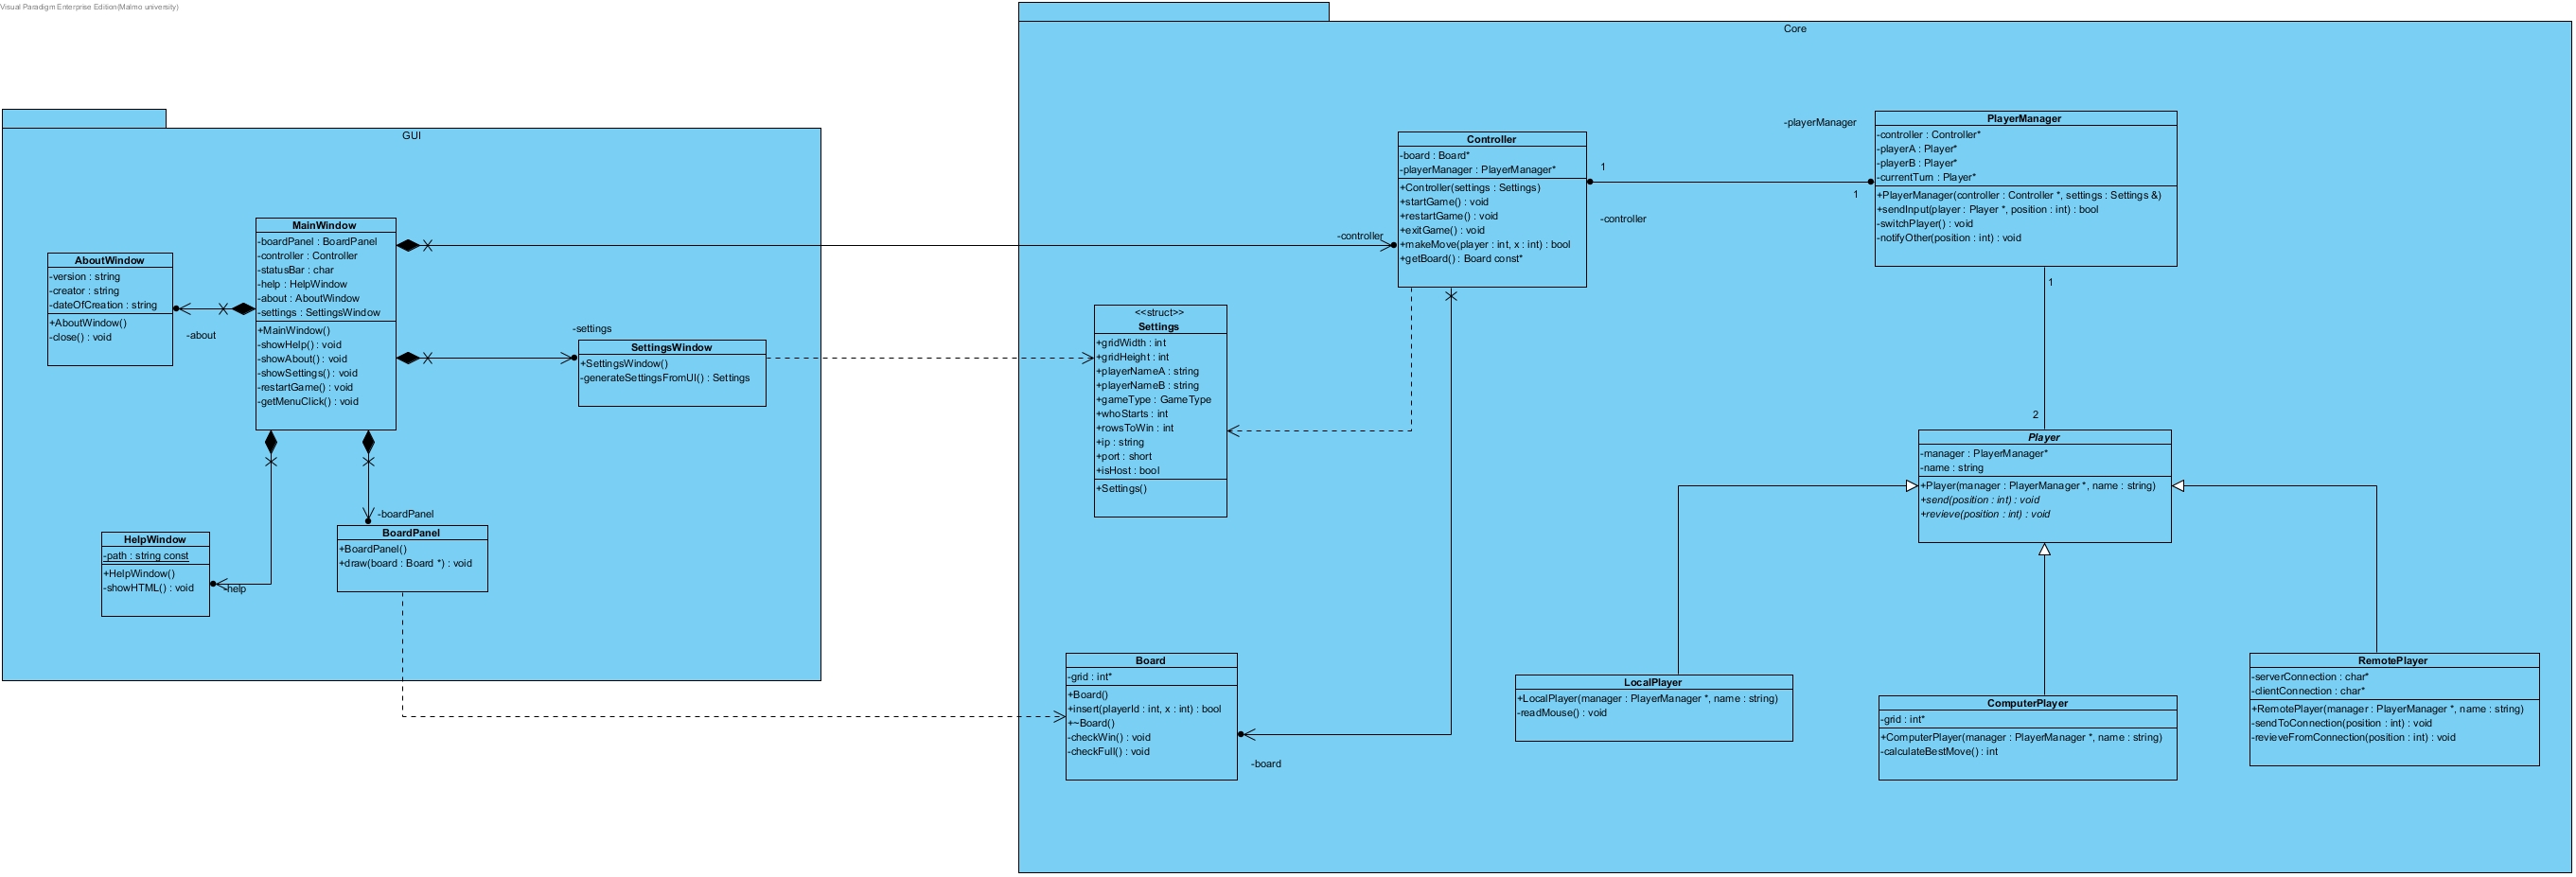 Visual Paradigm Enterprise Edition(Malmo university)
GUI
AboutWindow
-version : string
-creator : string
-dateOfCreation : string
+AboutWindow()
-close() : void
-about
MainWindow
-boardPanel : BoardPanel
-controller : Controller
-statusBar : char
-help : HelpWindow
-about : AboutWindow
-settings : SettingsWindow
+MainWindow()
-showHelp() : void
-showAbout() : void
-showSettings() : void
-restartGame() : void
-getMenuClick() : void
-settings
SettingsWindow
+SettingsWindow()
-generateSettingsFromUI() : Settings
HelpWindow
-path : string const
+HelpWindow()
-showHTML() : void
-help
-boardPanel
BoardPanel
+BoardPanel()
+draw(board : Board *) : void
Core
-controller
Controller
-board : Board*
-playerManager : PlayerManager*
+Controller(settings : Settings)
+startGame() : void
+restartGame() : void
+exitGame() : void
+makeMove(player : int, x : int) : bool
+getBoard() : Board const*
1
-controller
-playerManager
1
PlayerManager
-controller : Controller*
-playerA : Player*
-playerB : Player*
-currentTurn : Player*
+PlayerManager(controller : Controller *, settings : Settings &)
+sendInput(player : Player *, position : int) : bool
-switchPlayer() : void
-notifyOther(position : int) : void
1
2
<<struct>>
Settings
+gridWidth : int
+gridHeight : int
+playerNameA : string
+playerNameB : string
+gameType : GameType
+whoStarts : int
+rowsToWin : int
+ip : string
+port : short
+isHost : bool
+Settings()
Player
-manager : PlayerManager*
-name : string
+Player(manager : PlayerManager *, name : string)
+send(position : int) : void
+revieve(position : int) : void
Board
-grid : int*
+Board()
+insert(playerId : int, x : int) : bool
+~Board()
-checkWin() : void
-checkFull() : void
-board
LocalPlayer
+LocalPlayer(manager : PlayerManager *, name : string)
-readMouse() : void
ComputerPlayer
-grid : int*
+ComputerPlayer(manager : PlayerManager *, name : string)
-calculateBestMove() : int
RemotePlayer
-serverConnection : char*
-clientConnection : char*
+RemotePlayer(manager : PlayerManager *, name : string)
-sendToConnection(position : int) : void
-revieveFromConnection(position : int) : void